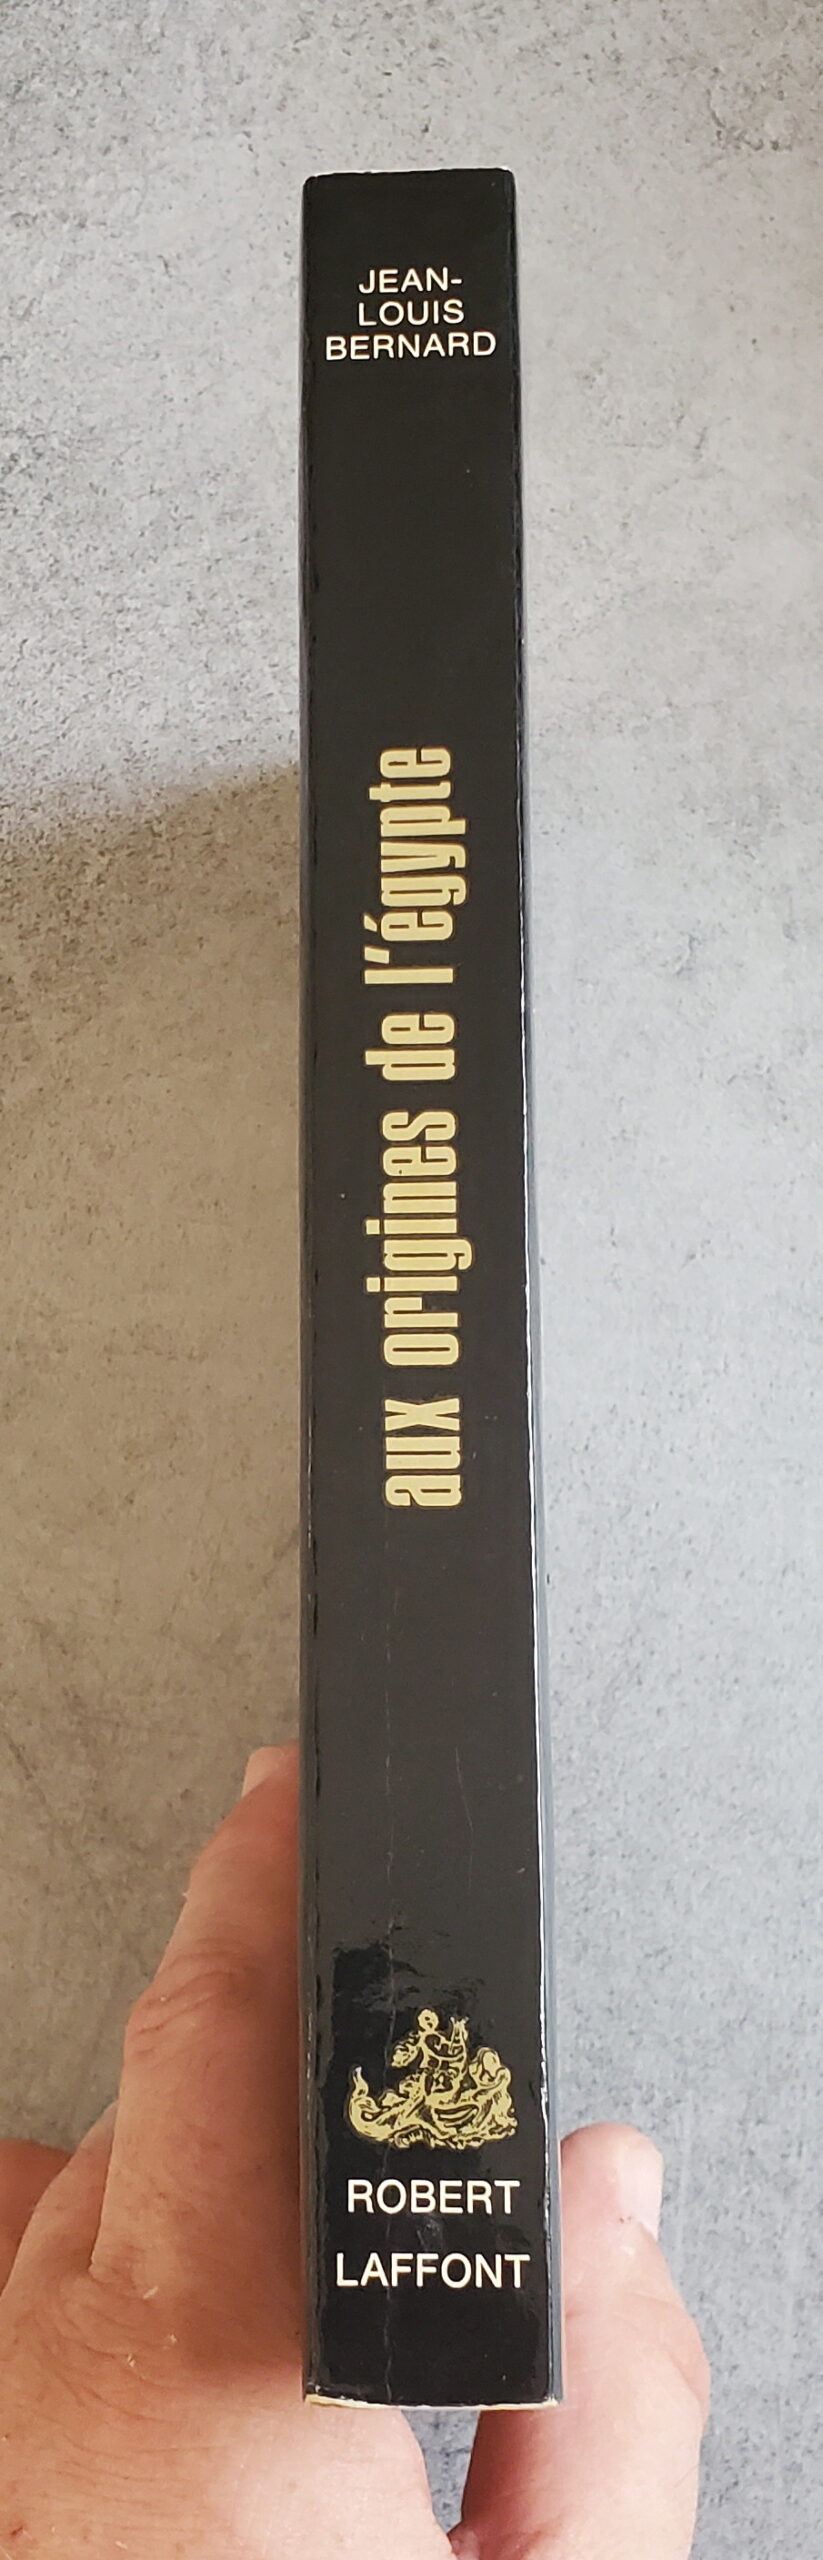 JEAN-
LOUIS
BERNARD
aux origines de l'égypte
ROBERT
LAFFONT